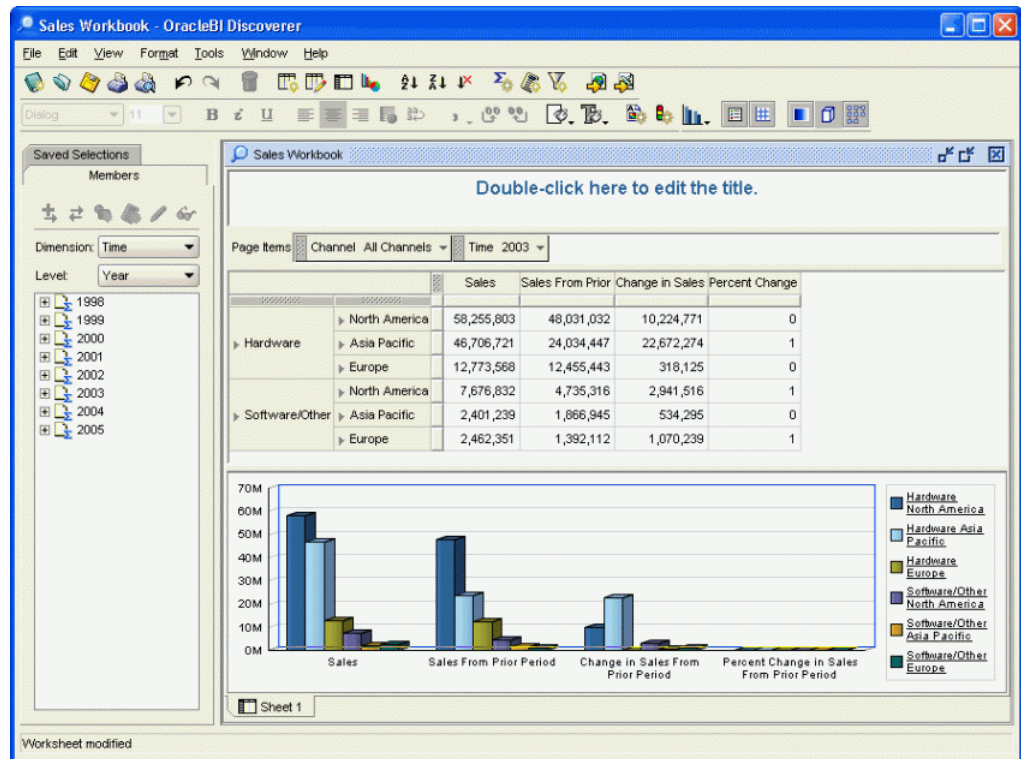 Sales Workbook - OracleBI Discoverer
File Edit View Format Tools Window Help
Dialog 11 B i U
Saved Selections
Members
Dimension: Time
Level: Year
1998
1999
2000
2001
2002
2003
2004
2005
Sales Workbook
Double-click here to edit the title.
Page Items Channel All Channels Time 2003
Sales Sales From Prior Change in Sales Percent Change
Hardware North America 58,255,803 48,031,032 10,224,771 0
Asia Pacific 46,706,721 24,034,447 22,672,274 1
Europe 12,773,568 12,455,443 318,125 0
Software/Other North America 7,676,832 4,735,316 2,941,516 1
Asia Pacific 2,401,239 1,866,945 534,295 0
Europe 2,462,351 1,392,112 1,070,239 1
70M
60M
50M
40M
30M
20M
10M
0M
Sales Sales From Prior Period Change in Sales From Percent Change in Sales
Prior Period From Prior Period
Hardware
North America
Hardware Asia
Pacific
Hardware
Europe
Software/Other
North America
Software/Other
Asia Pacific
Software/Other
Europe
Sheet 1
Worksheet modified